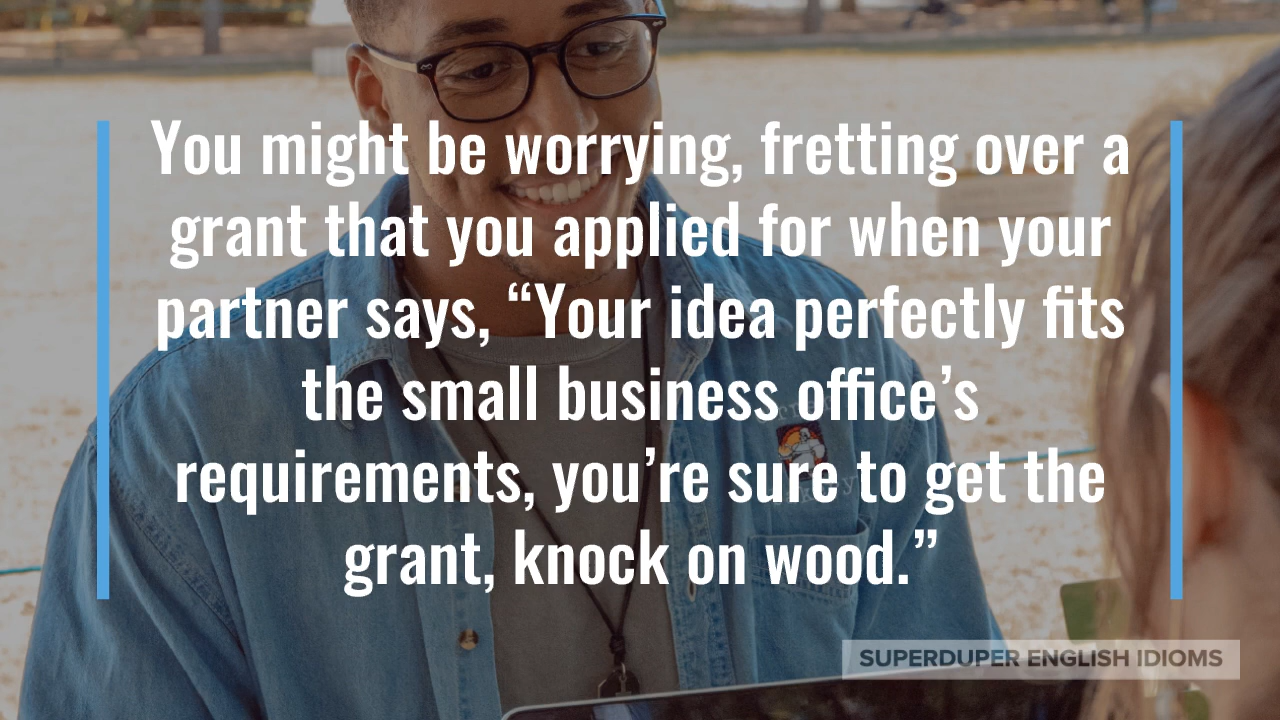 You might be worrying, fretting over a
grant that you applied for when your
partner says, “Your idea perfectly fits
the small business office’s
requirements, you’re sure to get the
grant, knock on wood.”
SUPERDUPER ENGLISH IDIOMS